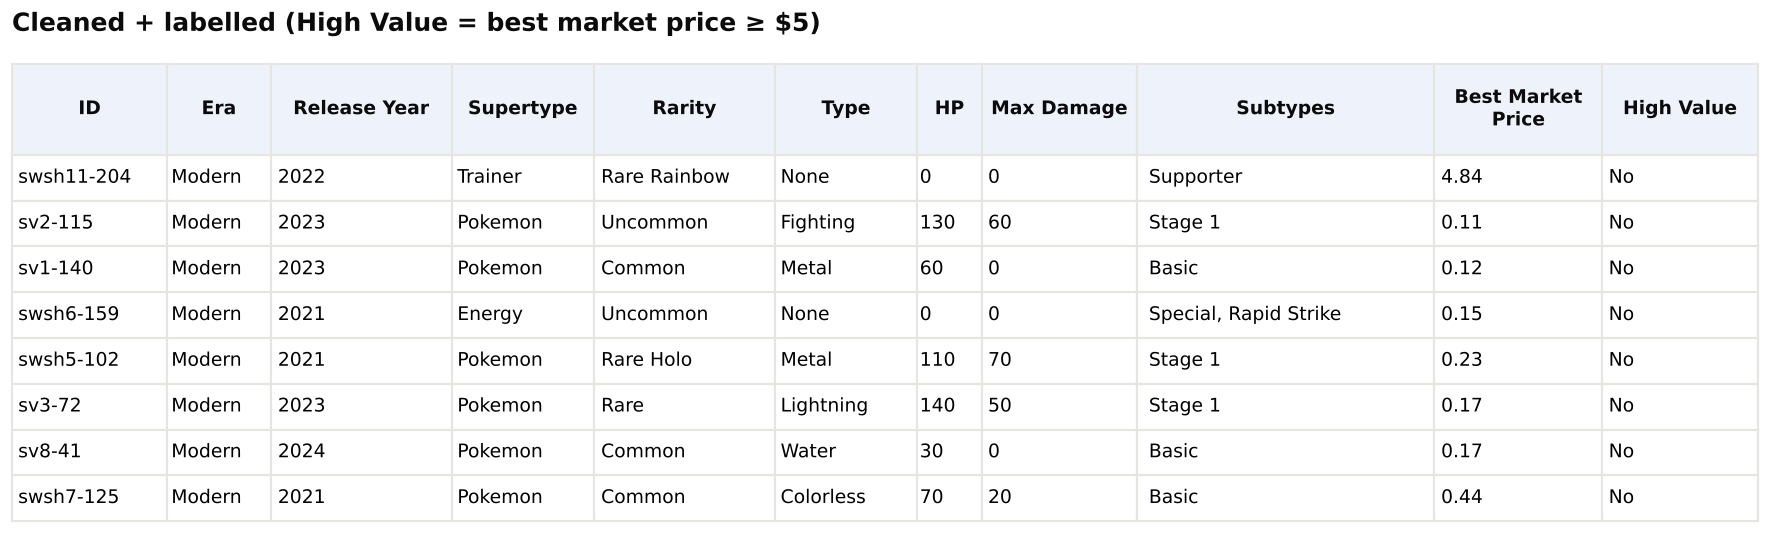 Cleaned + labelled (High Value = best market price ≥ $5)
ID Era Release Year Supertype Rarity Type HP Max Damage Subtypes Best Market Price High Value
swsh11-204 Modern 2022 Trainer Rare Rainbow None 0 0 Supporter 4.84 No
sv2-115 Modern 2023 Pokemon Uncommon Fighting 130 60 Stage 1 0.11 No
sv1-140 Modern 2023 Pokemon Common Metal 60 0 Basic 0.12 No
swsh6-159 Modern 2021 Energy Uncommon None 0 0 Special, Rapid Strike 0.15 No
swsh5-102 Modern 2021 Pokemon Rare Holo Metal 110 70 Stage 1 0.23 No
sv3-72 Modern 2023 Pokemon Rare Lightning 140 50 Stage 1 0.17 No
sv8-41 Modern 2024 Pokemon Common Water 30 0 Basic 0.17 No
swsh7-125 Modern 2021 Pokemon Common Colorless 70 20 Basic 0.44 No